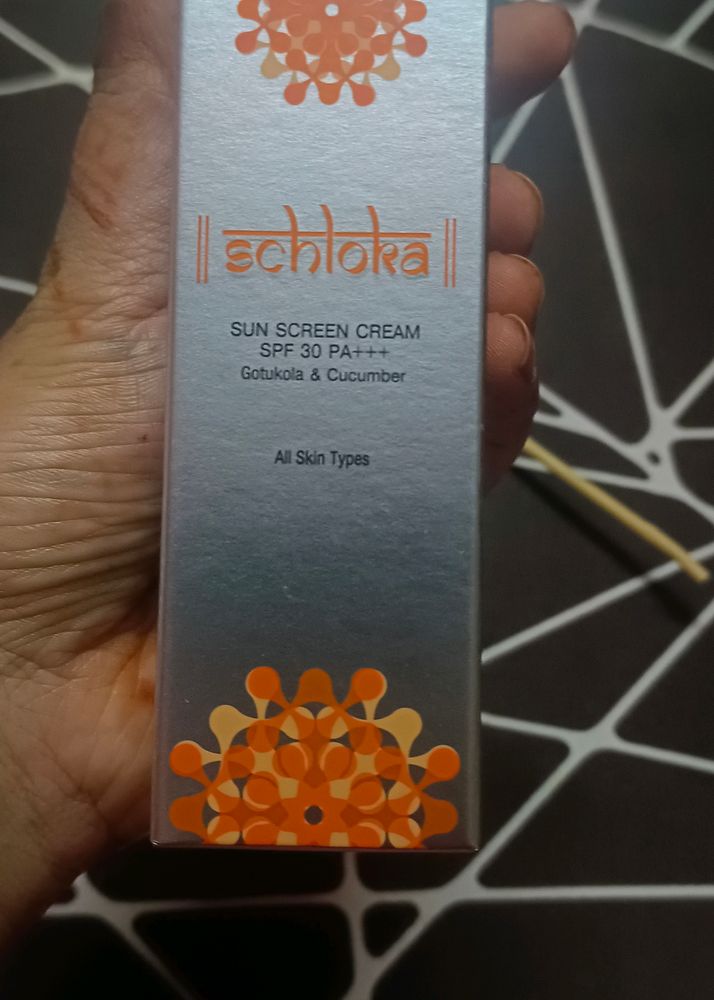 schloka
SUN SCREEN CREAM
SPF 30 PA+++
Gotukola & Cucumber
All Skin Types